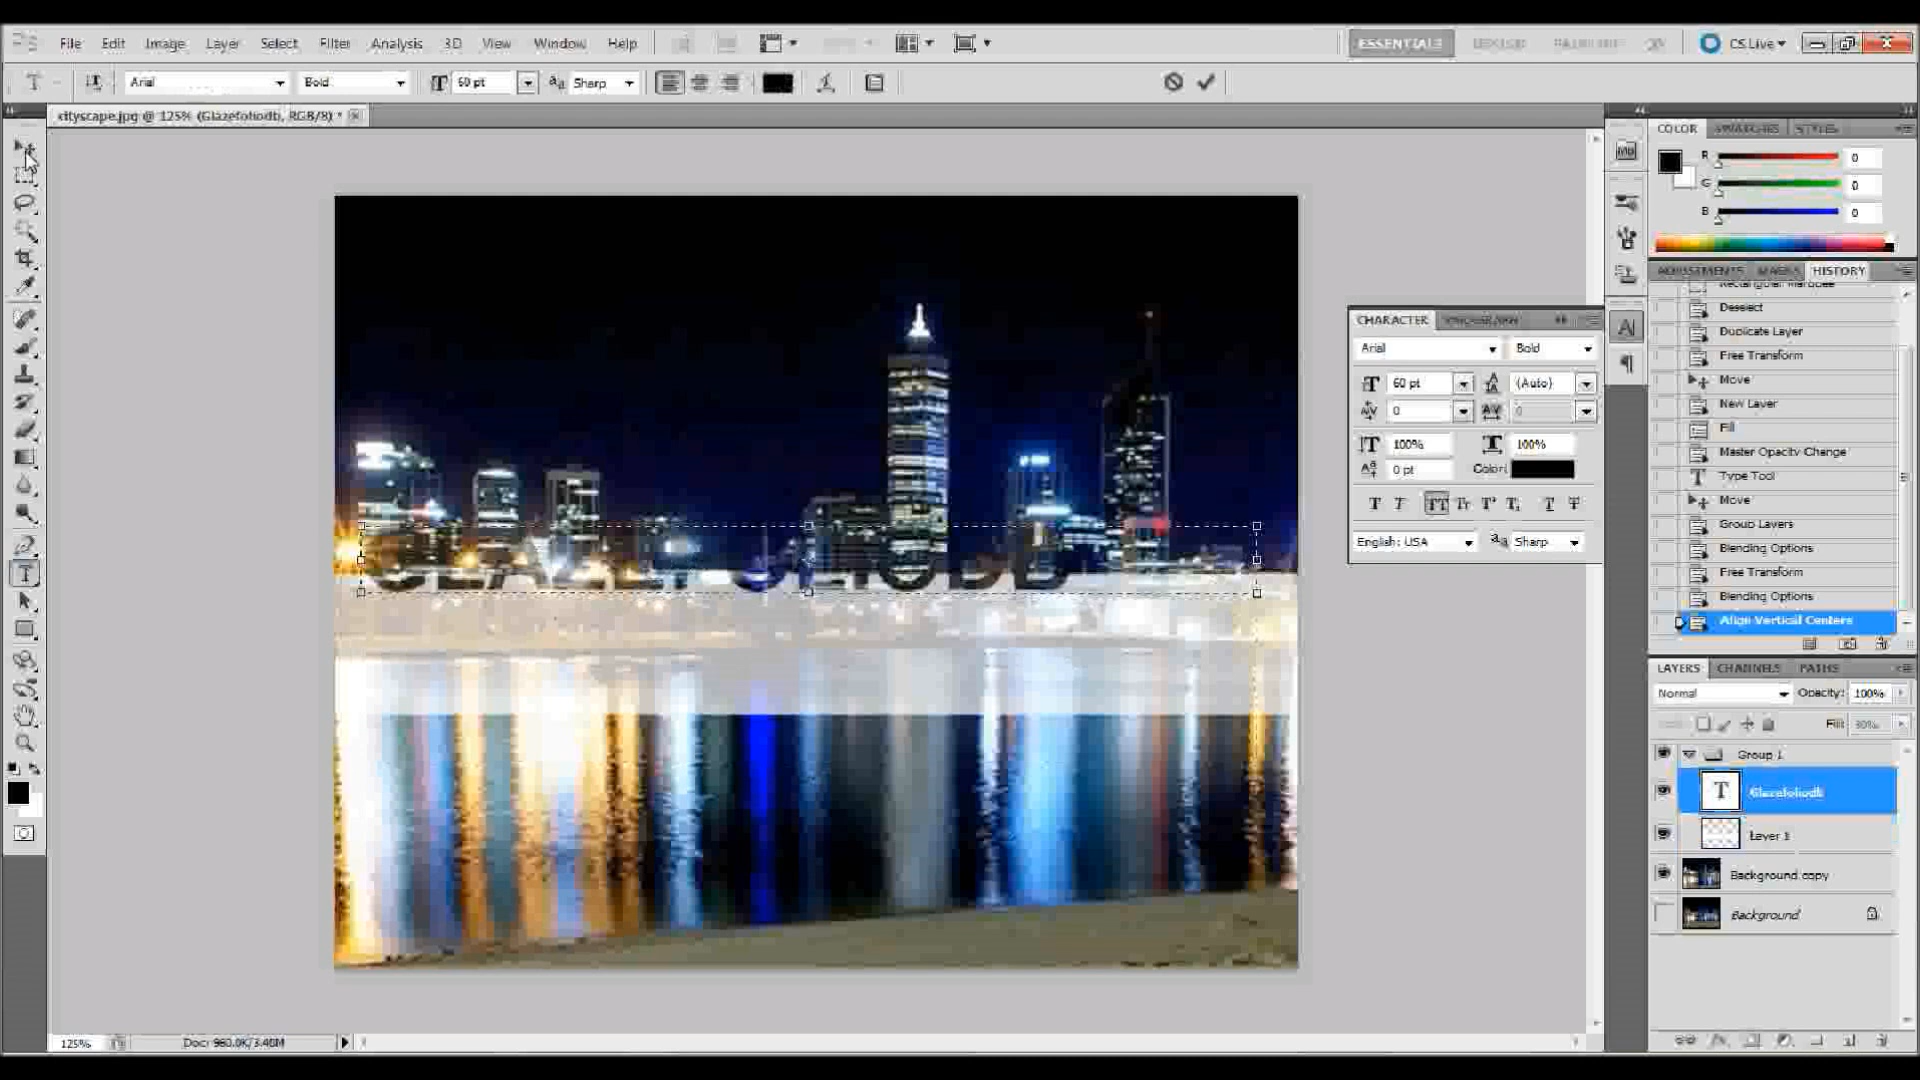 File Edit Image Layer Select Filter Analysis 3D View Window Help ESSENTIALS CS Live
Arial Bold 60 pt Sharp
cityscape.jpg @ 125% (Glazefoliodb, RGB/8) *
COLOR SWATCHES STYLES
R 0
G 0
B 0
ADJUSTMENTS MASKS HISTORY
Rectangular Marquee
Deselect
Duplicate Layer
Free Transform
Move
New Layer
Fill
Master Opacity Change
Type Tool
Move
Group Layers
Blending Options
Free Transform
Blending Options
Align Vertical Centers
CHARACTER PARAGRAPH
Arial Bold
60 pt (Auto)
0 0
100% 100%
0 pt Color:
English: USA Sharp
GLAZEFOLIODB
LAYERS CHANNELS PATHS
Normal Opacity: 100%
Fill: 30%
Group 1
Glazefoliodb
Layer 1
Background copy
Background
125% Doc: 960.0K/3.40M